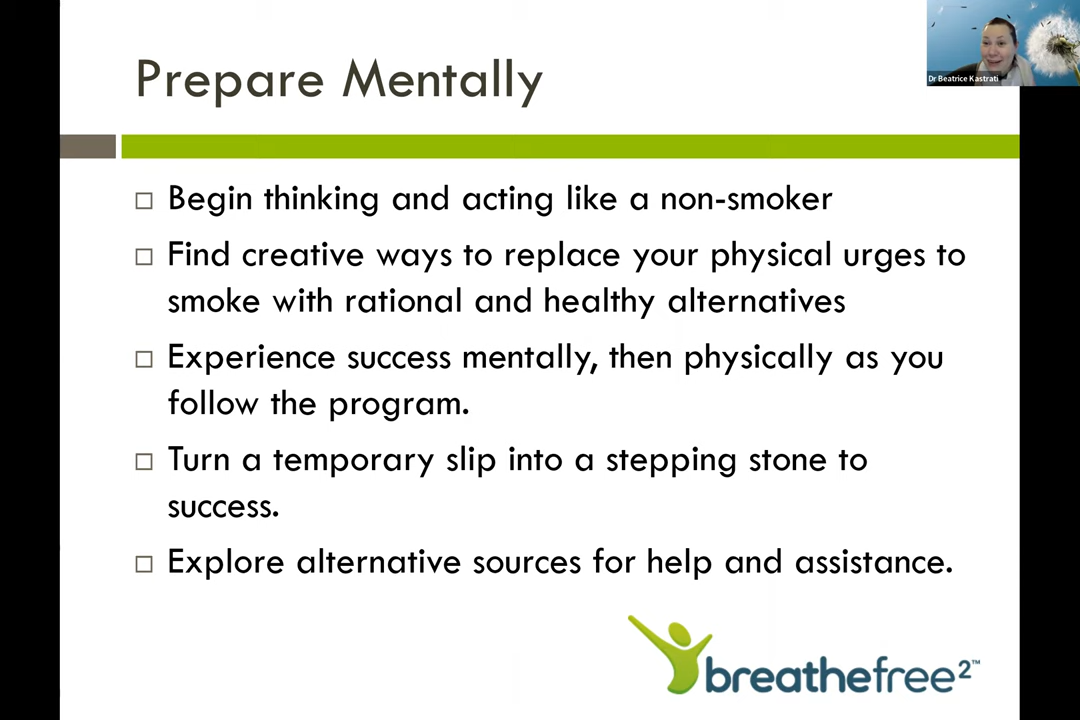 Prepare Mentally
Dr Beatrice Kastrati
Begin thinking and acting like a non-smoker
Find creative ways to replace your physical urges to
smoke with rational and healthy alternatives
Experience success mentally, then physically as you
follow the program.
Turn a temporary slip into a stepping stone to
success.
Explore alternative sources for help and assistance.
breathefree2™